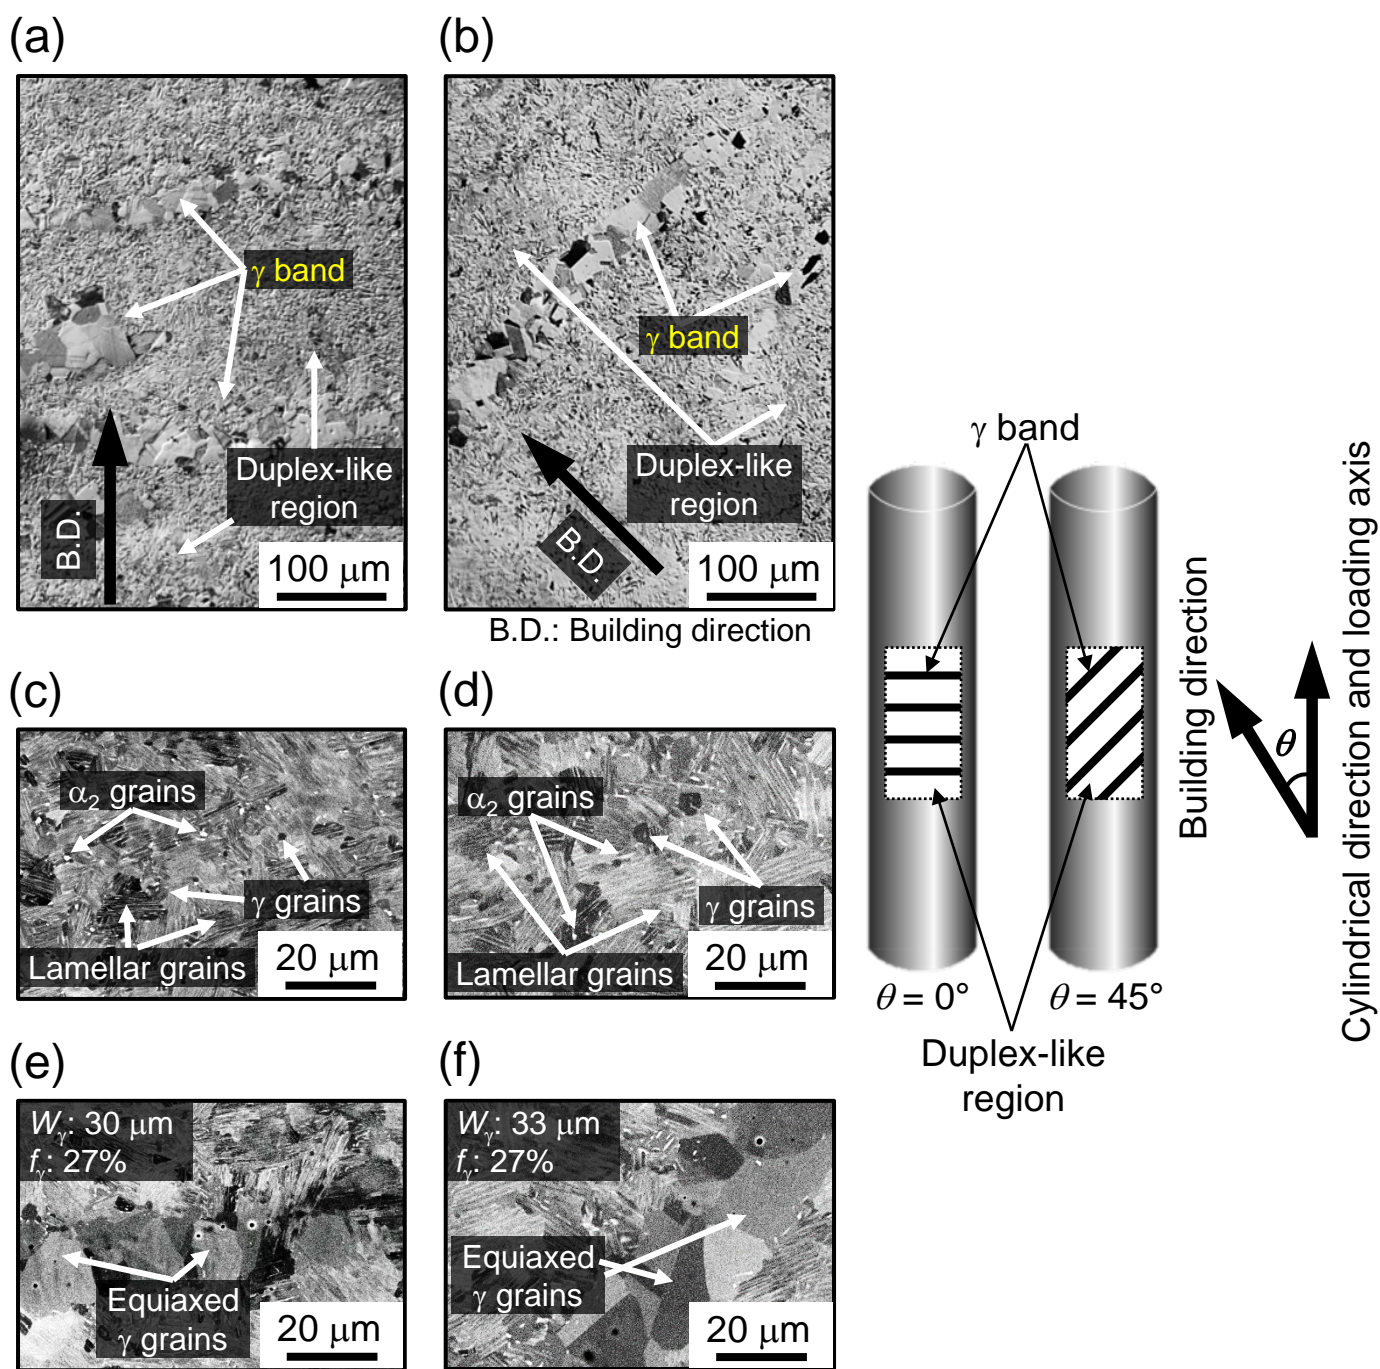 (a)
γ band
Duplex-like
region
B.D.
100 μm
(b)
γ band
Duplex-like
region
B.D.
100 μm
B.D.: Building direction
(c)
α₂ grains
γ grains
Lamellar grains
20 μm
(d)
α₂ grains
γ grains
Lamellar grains
20 μm
(e)
Wᵧ: 30 μm
fᵧ: 27%
Equiaxed
γ grains
20 μm
(f)
Wᵧ: 33 μm
fᵧ: 27%
Equiaxed
γ grains
20 μm
γ band
θ = 0°
θ = 45°
Duplex-like
region
Building direction
θ
Cylindrical direction and loading axis